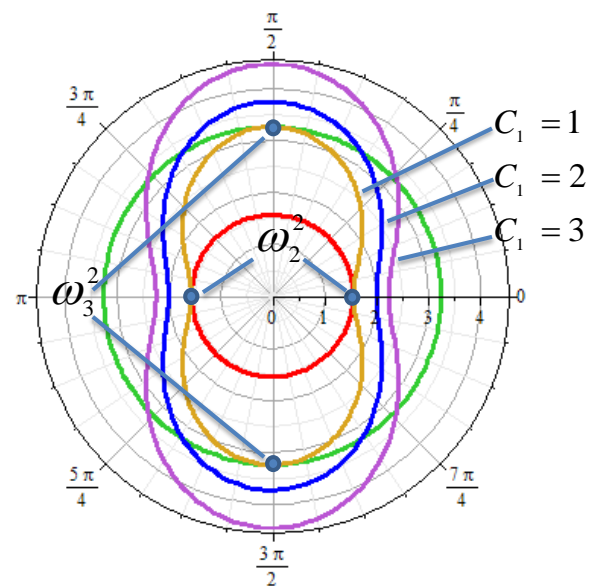 π/2
3π/4
π/4
C₁ = 1
C₁ = 2
C₁ = 3
ω₂²
ω₃²
π
0
0 1 2 3 4
5π/4
7π/4
3π/2